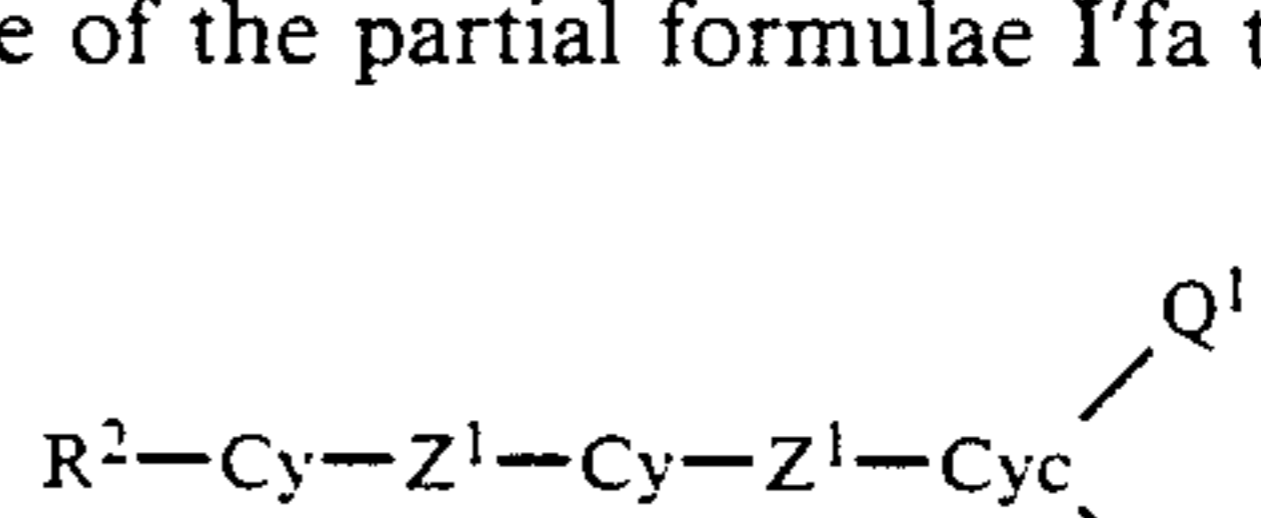 e of the partial formulae I'fa t
Q¹
R²—Cy—Z¹—Cy—Z¹—Cyc